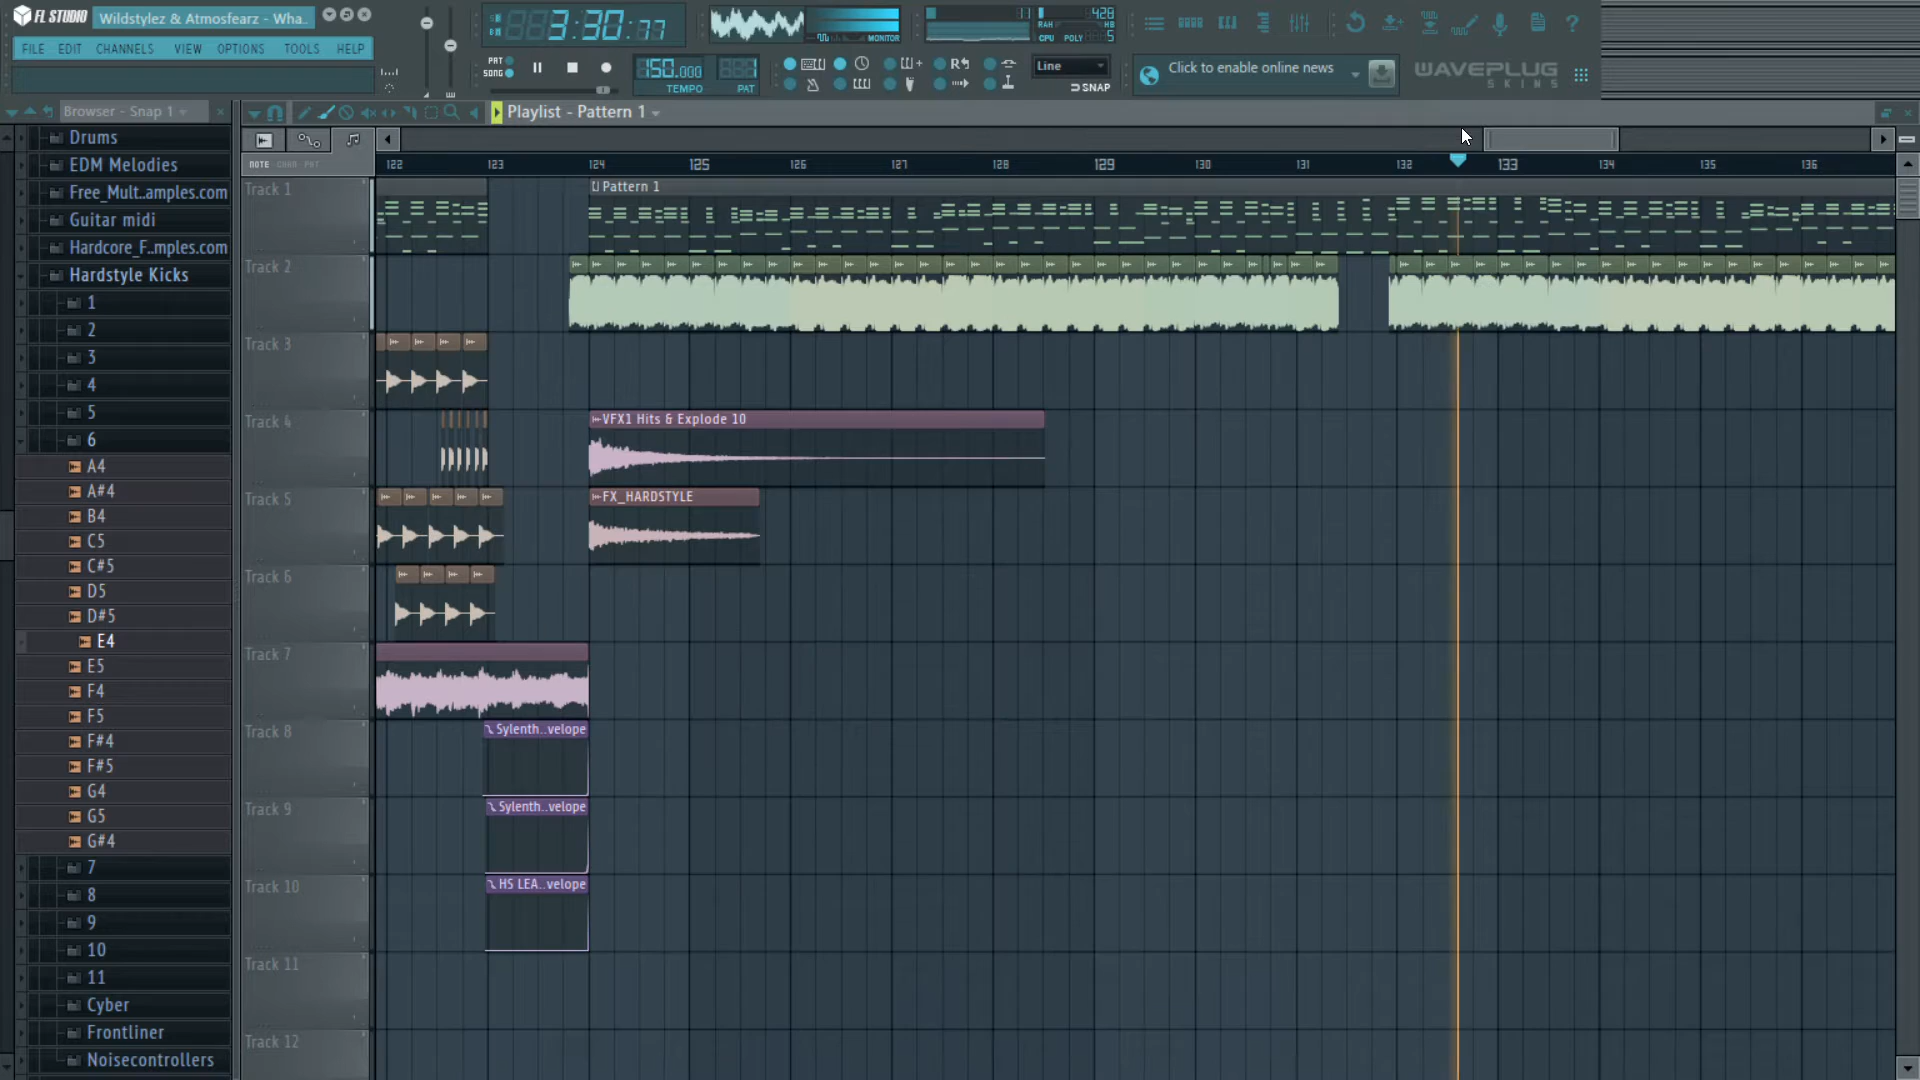 FL STUDIO
Wildstylez & Atmosfearz - Wha..
FILE EDIT CHANNELS VIEW OPTIONS TOOLS HELP
3:30:77
MONITOR
11
428
RAM
MB
CPU POLY
5
PAT
SONG
150.000
TEMPO
PAT
Line
SNAP
Click to enable online news
WAVEPLUG
SKINS
Browser - Snap 1
Playlist - Pattern 1
NOTE CHAN PAT
122 123 124 125 126 127 128 129 130 131 132 133 134 135 136
Drums
EDM Melodies
Free_Mult..amples.com
Guitar midi
Hardcore_F..mples.com
Hardstyle Kicks
1
2
3
4
5
6
A4
A#4
B4
C5
C#5
D5
D#5
E4
E5
F4
F5
F#4
F#5
G4
G5
G#4
7
8
9
10
11
Cyber
Frontliner
Noisecontrollers
Track 1
Pattern 1
Track 2
Track 3
Track 4
VFX1 Hits & Explode 10
Track 5
FX_HARDSTYLE
Track 6
Track 7
Track 8
Sylenth..velope
Track 9
Sylenth..velope
Track 10
HS LEA..velope
Track 11
Track 12